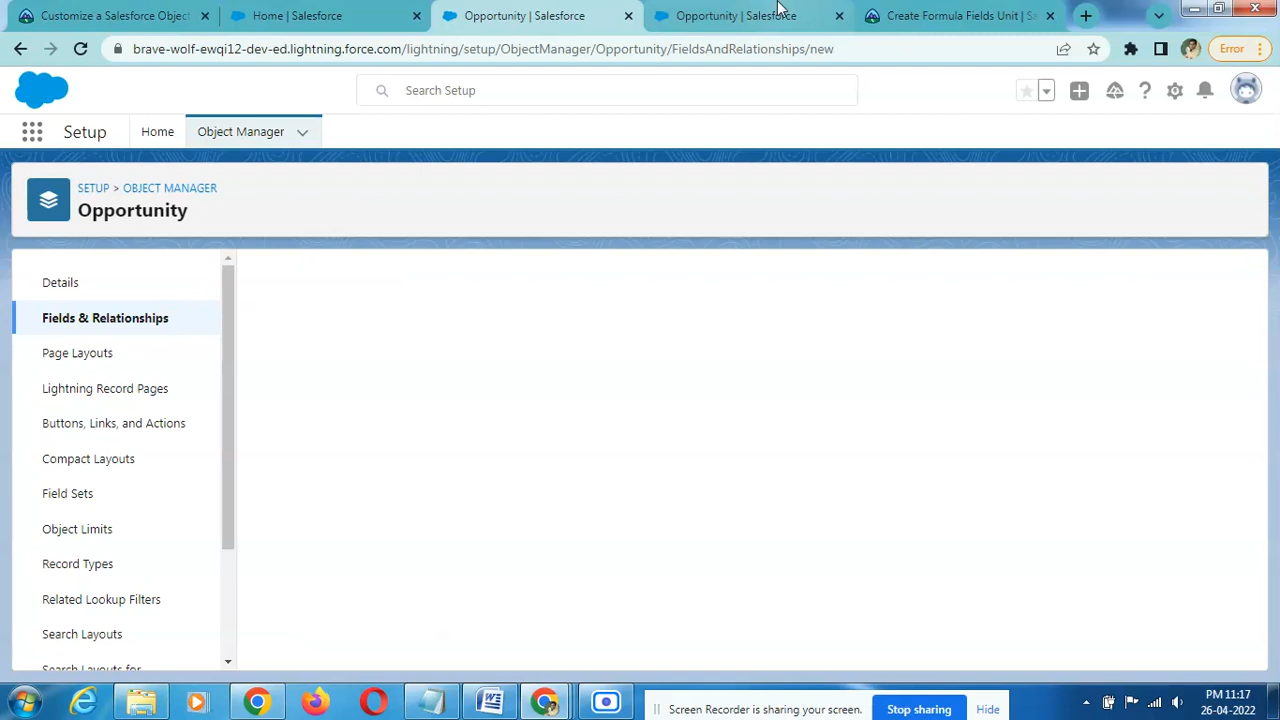 Customize a Salesforce Object
Home | Salesforce
Opportunity | Salesforce
Opportunity | Salesforce
Create Formula Fields Unit | Sa
brave-wolf-ewqi12-dev-ed.lightning.force.com/lightning/setup/ObjectManager/Opportunity/FieldsAndRelationships/new
Error
Search Setup
Setup
Home
Object Manager
SETUP > OBJECT MANAGER
Opportunity
Details
Fields & Relationships
Page Layouts
Lightning Record Pages
Buttons, Links, and Actions
Compact Layouts
Field Sets
Object Limits
Record Types
Related Lookup Filters
Search Layouts
Search Layouts for
Screen Recorder is sharing your screen.
Stop sharing
Hide
PM 11:17
26-04-2022